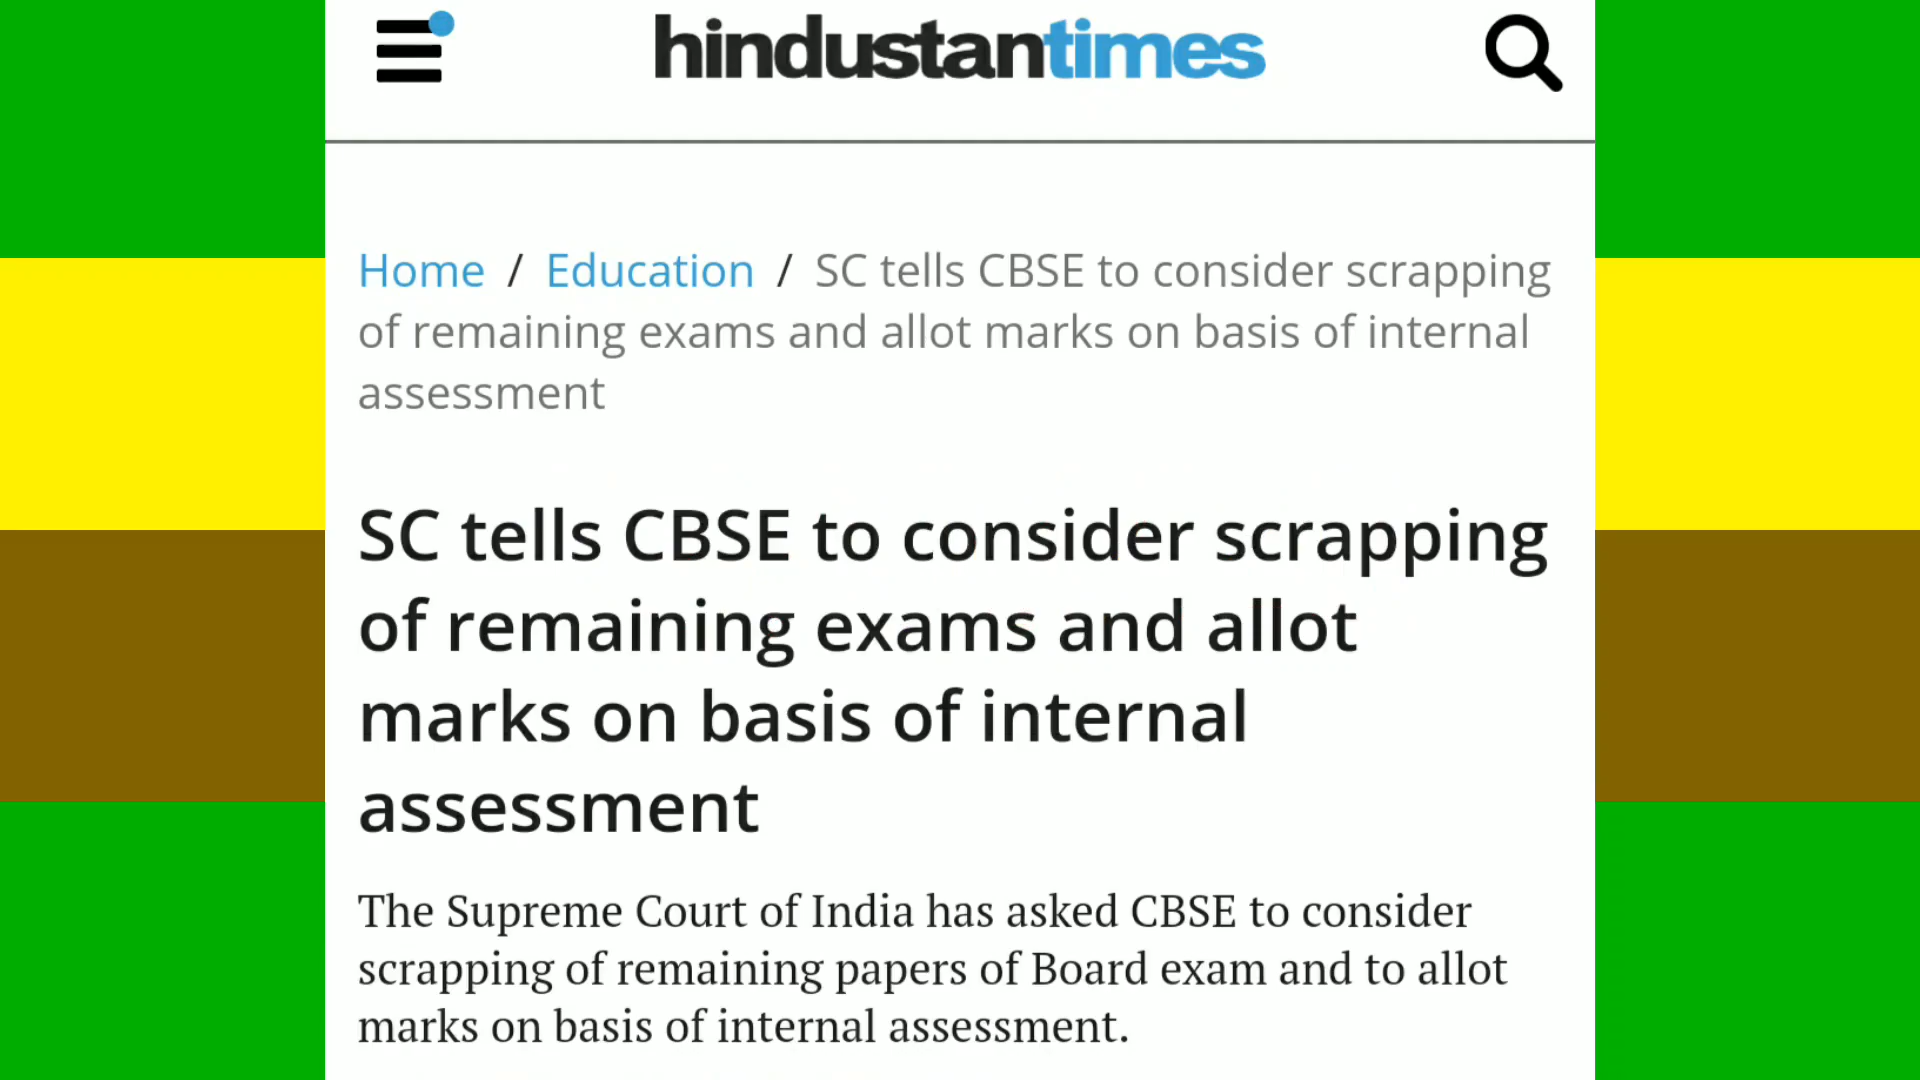 hindustantimes
Home / Education / SC tells CBSE to consider scrapping
of remaining exams and allot marks on basis of internal
assessment
SC tells CBSE to consider scrapping
of remaining exams and allot
marks on basis of internal
assessment
The Supreme Court of India has asked CBSE to consider
scrapping of remaining papers of Board exam and to allot
marks on basis of internal assessment.